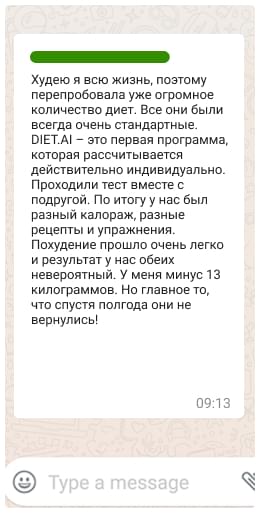 Худею я всю жизнь, поэтому
перепробовала уже огромное
количество диет. Все они были
всегда очень стандартные.
DIET.AI – это первая программа,
которая рассчитывается
действительно индивидуально.
Проходили тест вместе с
подругой. По итогу у нас был
разный калораж, разные
рецепты и упражнения.
Похудение прошло очень легко
и результат у нас обеих
невероятный. У меня минус 13
килограммов. Но главное то,
что спустя полгода они не
вернулись!
09:13
Type a message